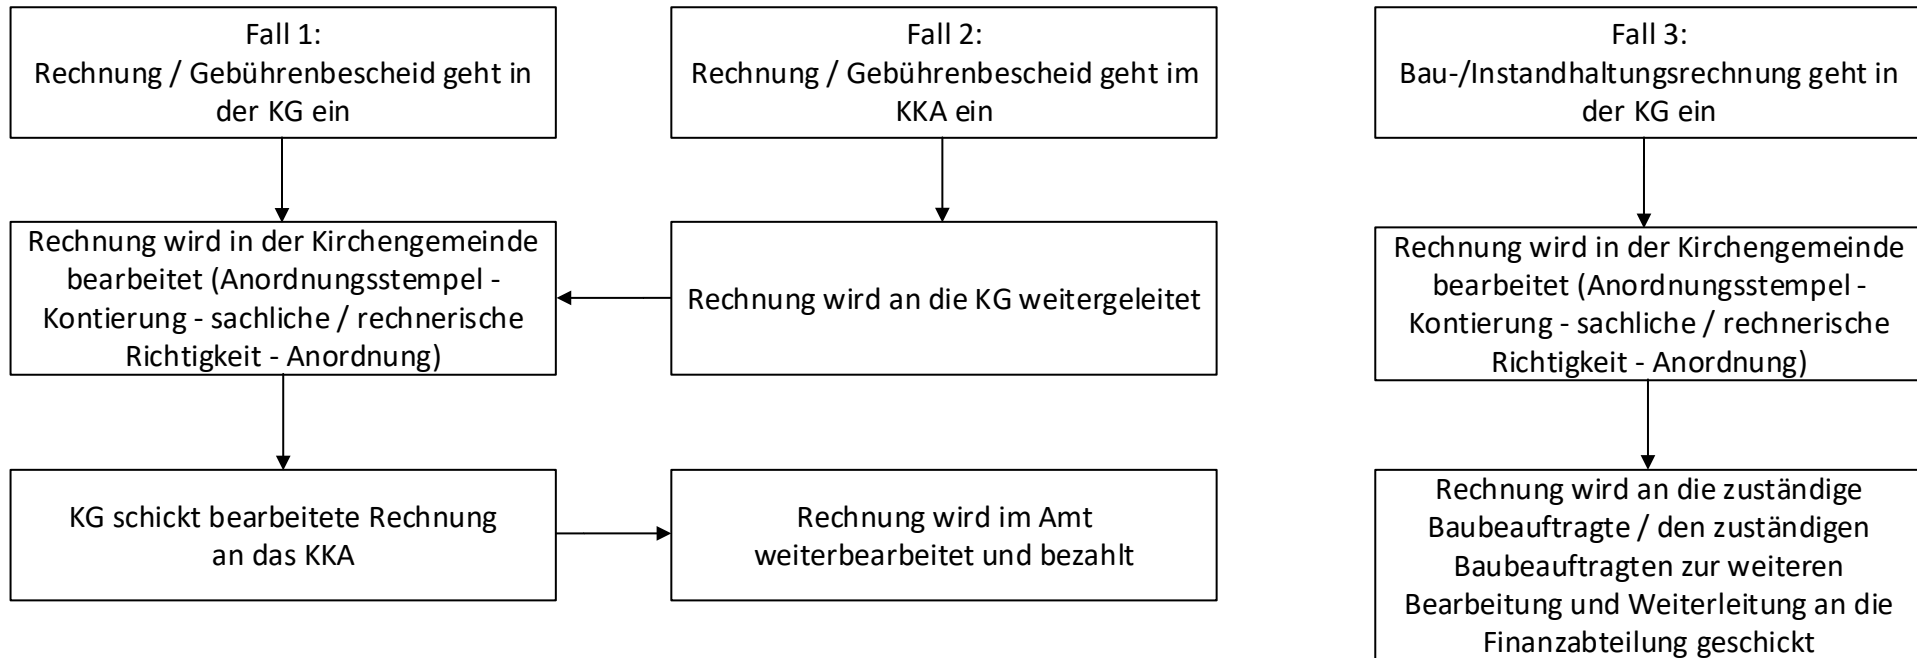 Fall 1:
Rechnung / Gebührenbescheid geht in
der KG ein
Fall 2:
Rechnung / Gebührenbescheid geht im
KKA ein
Fall 3:
Bau-/Instandhaltungsrechnung geht in
der KG ein
Rechnung wird in der Kirchengemeinde
bearbeitet (Anordnungsstempel -
Kontierung - sachliche / rechnerische
Richtigkeit - Anordnung)
Rechnung wird an die KG weitergeleitet
Rechnung wird in der Kirchengemeinde
bearbeitet (Anordnungsstempel -
Kontierung - sachliche / rechnerische
Richtigkeit - Anordnung)
KG schickt bearbeitete Rechnung
an das KKA
Rechnung wird im Amt
weiterbearbeitet und bezahlt
Rechnung wird an die zuständige
Baubeauftragte / den zuständigen
Baubeauftragten zur weiteren
Bearbeitung und Weiterleitung an die
Finanzabteilung geschickt